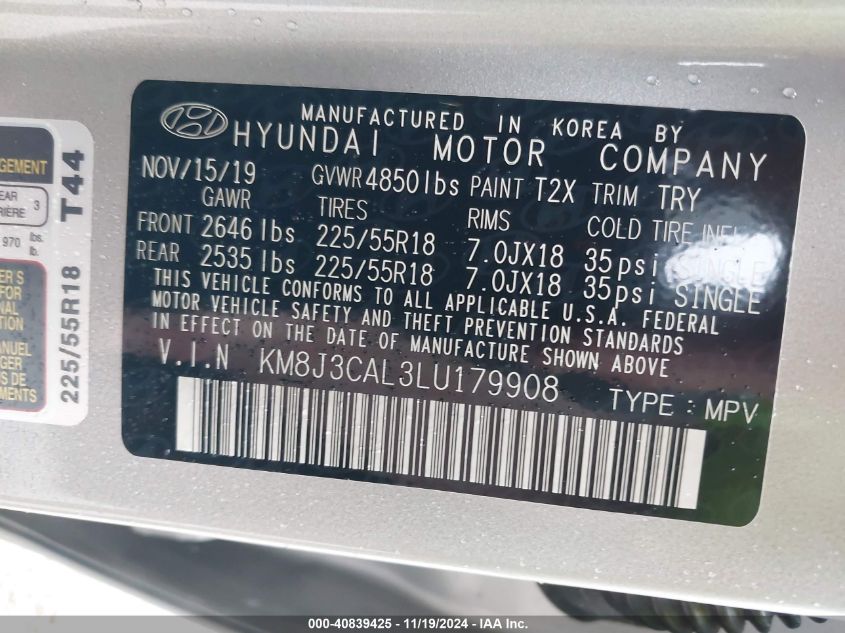 MANUFACTURED IN KOREA BY
HYUNDAI MOTOR COMPANY
NOV/15/19 GVWR 4850lbs PAINT T2X TRIM TRY
GAWR TIRES RIMS COLD TIRE INFL
FRONT 2646 lbs 225/55R18 7.0JX18 35psi SINGLE
REAR 2535 lbs 225/55R18 7.0JX18 35psi SINGLE
THIS VEHICLE CONFORMS TO ALL APPLICABLE U.S.A. FEDERAL
MOTOR VEHICLE SAFETY AND THEFT PREVENTION STANDARDS
IN EFFECT ON THE DATE OF MANUFACTURE SHOWN ABOVE
V.I.N KM8J3CAL3LU179908
TYPE : MPV
3
970 lbs.
lb.
225/55R18 T44
000-40839425 - 11/19/2024 - IAA Inc.